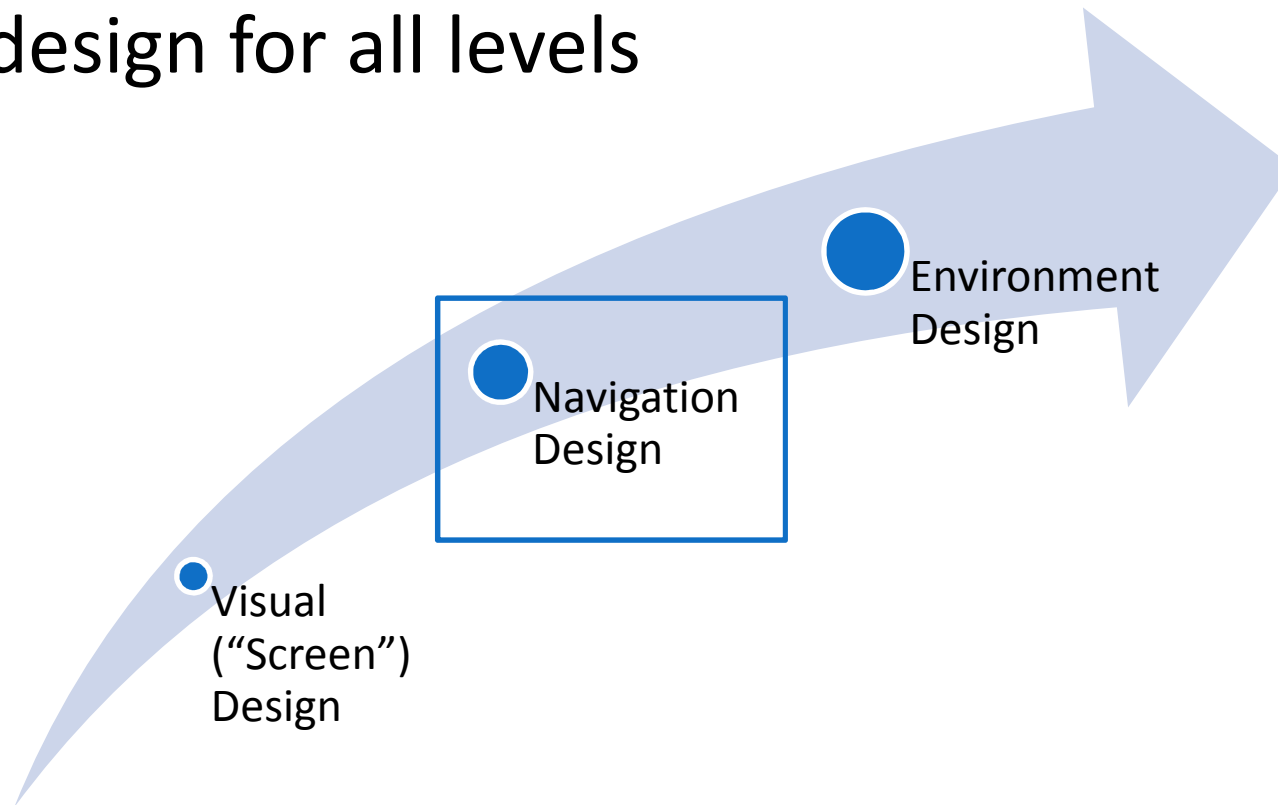 design for all levels
Environment
Design
Navigation
Design
Visual
(“Screen”)
Design